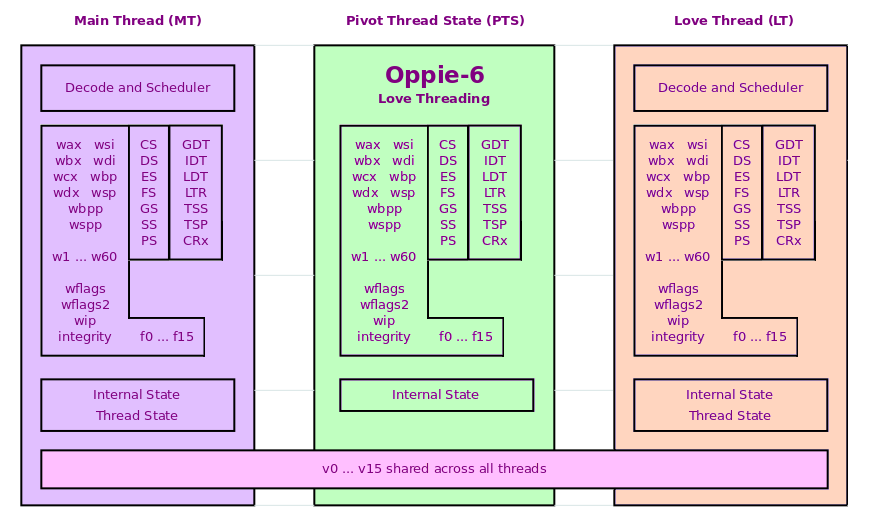 Main Thread (MT)
Pivot Thread State (PTS)
Love Thread (LT)
Decode and Scheduler
wax wsi CS GDT
wbx wdi DS IDT
wcx wbp ES LDT
wdx wsp FS LTR
wbpp GS TSS
wspp SS TSP
PS CRx
w1 ... w60
wflags
wflags2
wip
integrity f0 ... f15
Internal State
Thread State
Oppie-6
Love Threading
wax wsi CS GDT
wbx wdi DS IDT
wcx wbp ES LDT
wdx wsp FS LTR
wbpp GS TSS
wspp SS TSP
PS CRx
w1 ... w60
wflags
wflags2
wip
integrity f0 ... f15
Internal State
Decode and Scheduler
wax wsi CS GDT
wbx wdi DS IDT
wcx wbp ES LDT
wdx wsp FS LTR
wbpp GS TSS
wspp SS TSP
PS CRx
w1 ... w60
wflags
wflags2
wip
integrity f0 ... f15
Internal State
Thread State
v0 ... v15 shared across all threads